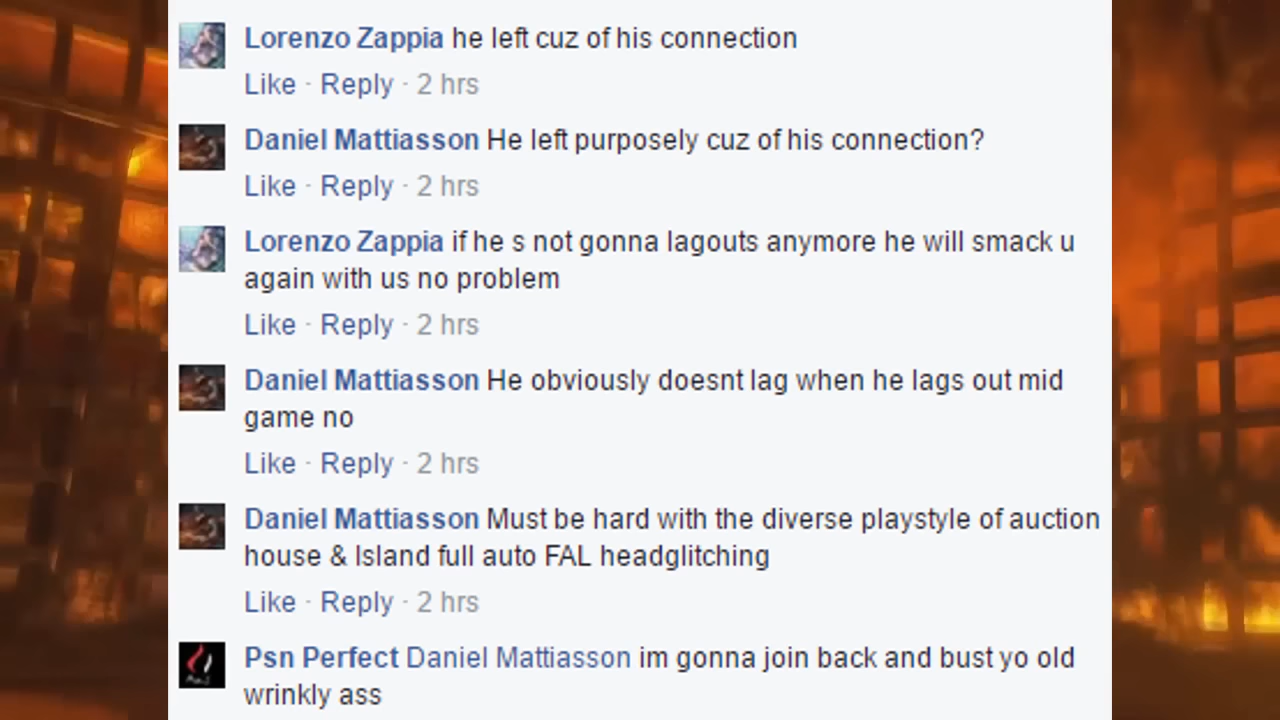 Lorenzo Zappia he left cuz of his connection
Like · Reply · 2 hrs
Daniel Mattiasson He left purposely cuz of his connection?
Like · Reply · 2 hrs
Lorenzo Zappia if he s not gonna lagouts anymore he will smack u
again with us no problem
Like · Reply · 2 hrs
Daniel Mattiasson He obviously doesnt lag when he lags out mid
game no
Like · Reply · 2 hrs
Daniel Mattiasson Must be hard with the diverse playstyle of auction
house & Island full auto FAL headglitching
Like · Reply · 2 hrs
Psn Perfect Daniel Mattiasson im gonna join back and bust yo old
wrinkly ass